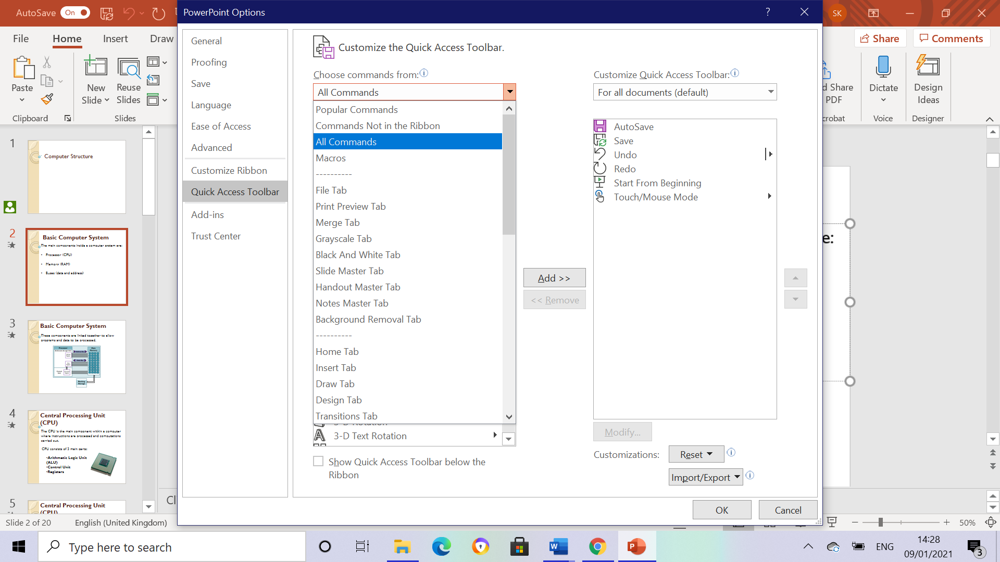 AutoSave On
PowerPoint Options
?
SK
File Home Insert Draw
Share
Comments
Paste
New
Slide
Reuse
Slides
d Share
PDF
Dictate
Design
Ideas
Clipboard
Slides
crobat
Voice
Designer
General
Proofing
Save
Language
Ease of Access
Advanced
Customize Ribbon
Quick Access Toolbar
Add-ins
Trust Center
Customize the Quick Access Toolbar.
Choose commands from:
All Commands
Popular Commands
Commands Not in the Ribbon
All Commands
Macros
----------
File Tab
Print Preview Tab
Merge Tab
Grayscale Tab
Black And White Tab
Slide Master Tab
Handout Master Tab
Notes Master Tab
Background Removal Tab
----------
Home Tab
Insert Tab
Draw Tab
Design Tab
Transitions Tab
3-D Rotation
3-D Text Rotation
Show Quick Access Toolbar below the
Ribbon
Add >>
<< Remove
Customize Quick Access Toolbar:
For all documents (default)
AutoSave
Save
Undo
Redo
Start From Beginning
Touch/Mouse Mode
Modify...
Customizations:
Reset
Import/Export
OK
Cancel
1
Computer Structure
2
Basic Computer System
The main components inside a computer system are:
• Processor (CPU)
• Memory (RAM)
• Buses (data and address)
3
Basic Computer System
These components are linked together to allow
programs and data to be processed.
Processor
Main
Memory
Backing
Storage
4
Central Processing Unit
(CPU)
The CPU is the main component within a computer
where instructions are processed and computations
carried out.
CPU consists of 3 main parts:
•Arithmetic Logic Unit
(ALU)
•Control Unit
•Registers
5
Central Processing Unit
(CPU)
e:
Cl
Slide 2 of 20
English (United Kingdom)
50%
Type here to search
ENG
14:28
09/01/2021
3